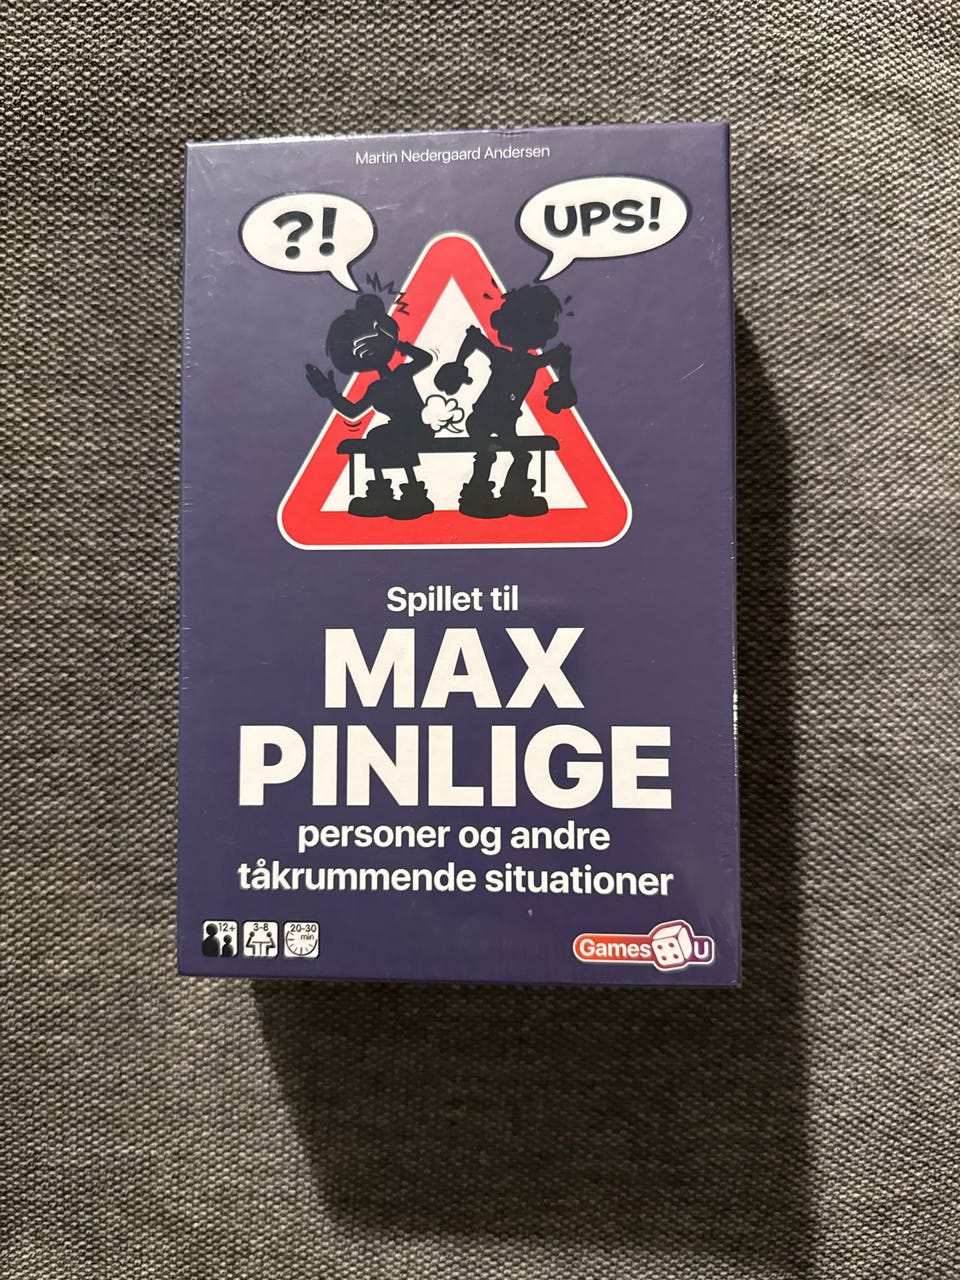 Martin Nedergaard Andersen
?!
UPS!
Spillet til
MAX
PINLIGE
personer og andre
tåkrummende situationer
12+
3-8
20-30
min
Games U